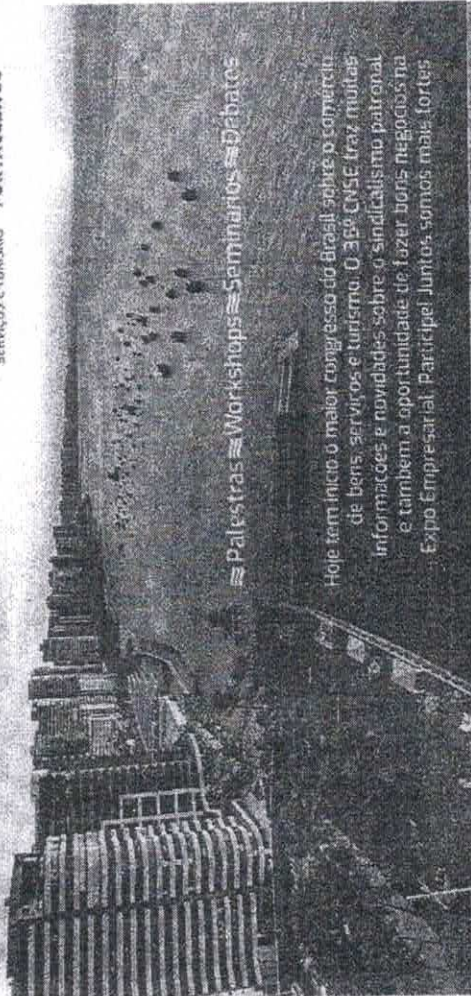 SERVIÇOS E TURISMO
Palestras Workshops Seminários Debates
Hoje tem início o maior congresso do Brasil sobre o comércio
de bens, serviços e turismo. O 35º CNSE traz muitas
informações e novidades sobre o sindicalismo patronal
e também a oportunidade de fazer bons negócios na
Expo Empresarial. Participe! Juntos somos mais fortes